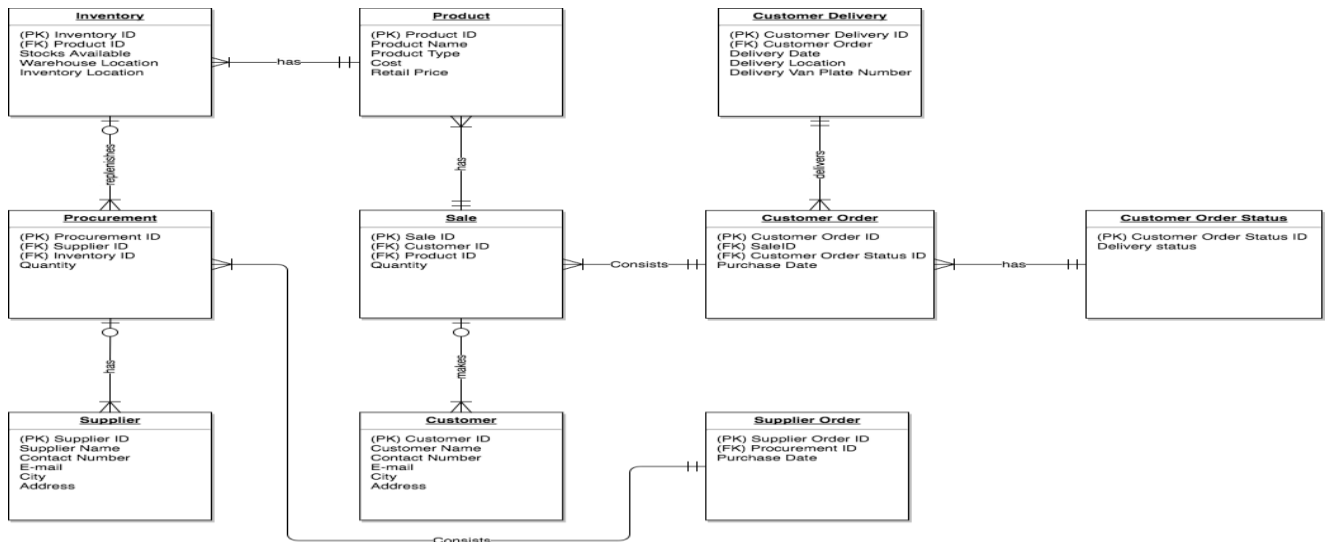 Inventory
(PK) Inventory ID
(FK) Product ID
Stocks Available
Warehouse Location
Inventory Location
has
Product
(PK) Product ID
Product Name
Product Type
Cost
Retail Price
Customer Delivery
(PK) Customer Delivery ID
(FK) Customer Order
Delivery Date
Delivery Location
Delivery Van Plate Number
replenishes
has
delivers
Procurement
(PK) Procurement ID
(FK) Supplier ID
(FK) Inventory ID
Quantity
Sale
(PK) Sale ID
(FK) Customer ID
(FK) Product ID
Quantity
Consists
Customer Order
(PK) Customer Order ID
(FK) SaleID
(FK) Customer Order Status ID
Purchase Date
has
Customer Order Status
(PK) Customer Order Status ID
Delivery status
has
makes
Supplier
(PK) Supplier ID
Supplier Name
Contact Number
E-mail
City
Address
Customer
(PK) Customer ID
Customer Name
Contact Number
E-mail
City
Address
Supplier Order
(PK) Supplier Order ID
(FK) Procurement ID
Purchase Date
Consists